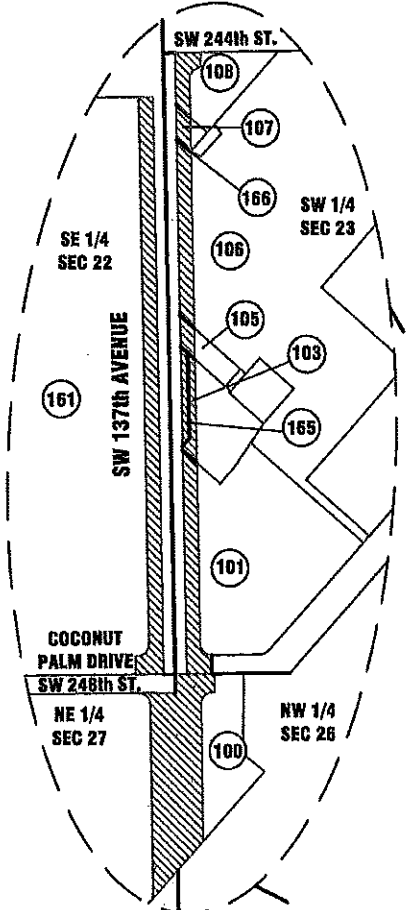 SW 244th ST.
108
107
166
SW 1/4
SEC 23
SE 1/4
SEC 22
106
105
103
SW 137th AVENUE
161
165
101
COCONUT
PALM DRIVE
SW 248th ST.
NE 1/4
SEC 27
NW 1/4
SEC 26
100